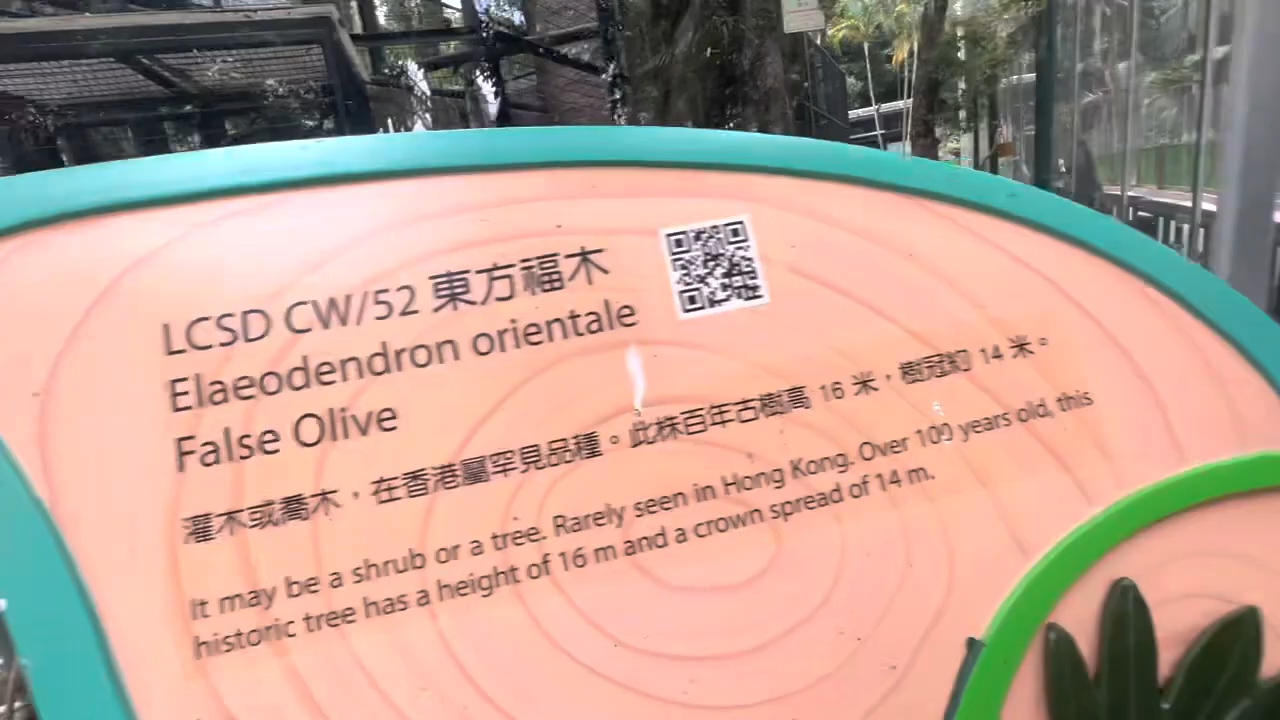 LCSD CW/52 東方福木
Elaeodendron orientale
False Olive
灌木或喬木，在香港屬罕見品種。此株百年古樹高 16 米，樹冠約 14 米。
It may be a shrub or a tree. Rarely seen in Hong Kong. Over 100 years old, this
historic tree has a height of 16 m and a crown spread of 14 m.